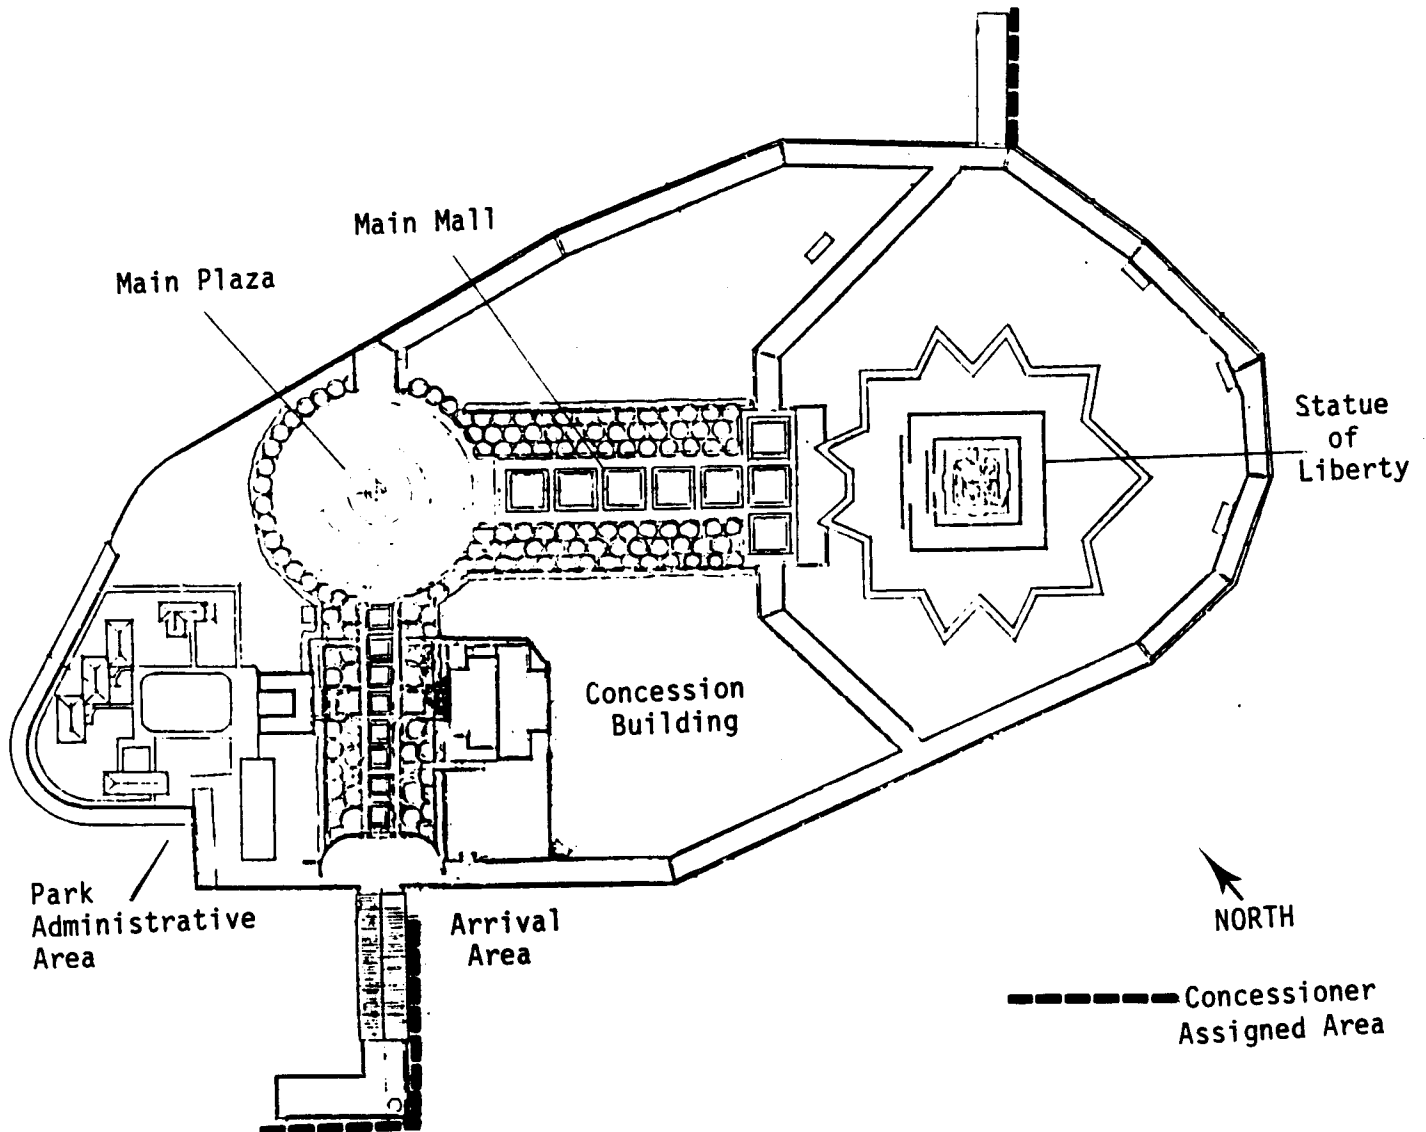 Main Mall
Main Plaza
Statue
of
Liberty
Concession
Building
Park
Administrative
Area
Arrival
Area
NORTH
Concessioner
Assigned Area